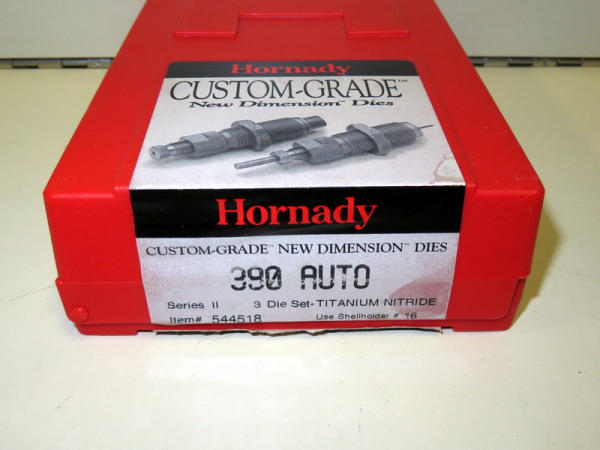 Hornady
CUSTOM-GRADE™
New Dimension™ Dies
Hornady
CUSTOM-GRADE™ NEW DIMENSION™ DIES
390 AUTO
Series II 3 Die Set-TITANIUM NITRIDE
Item# 544518 Use Shellholder # 16